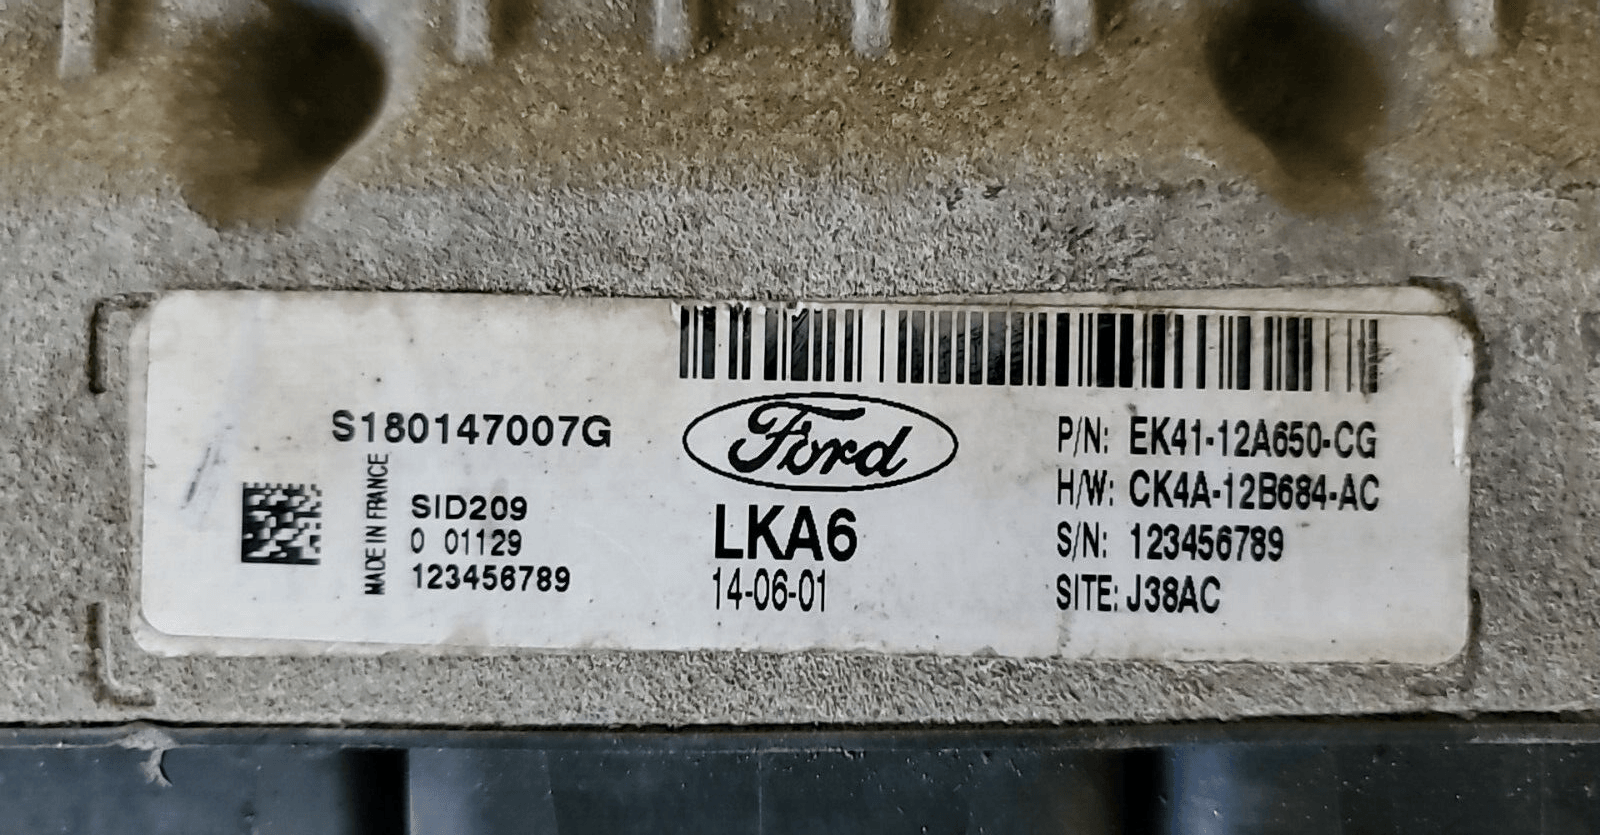 S180147007G
MADE IN FRANCE
SID209
0 01129
123456789
Ford
LKA6
14-06-01
P/N: EK41-12A650-CG
H/W: CK4A-12B684-AC
S/N: 123456789
SITE: J38AC